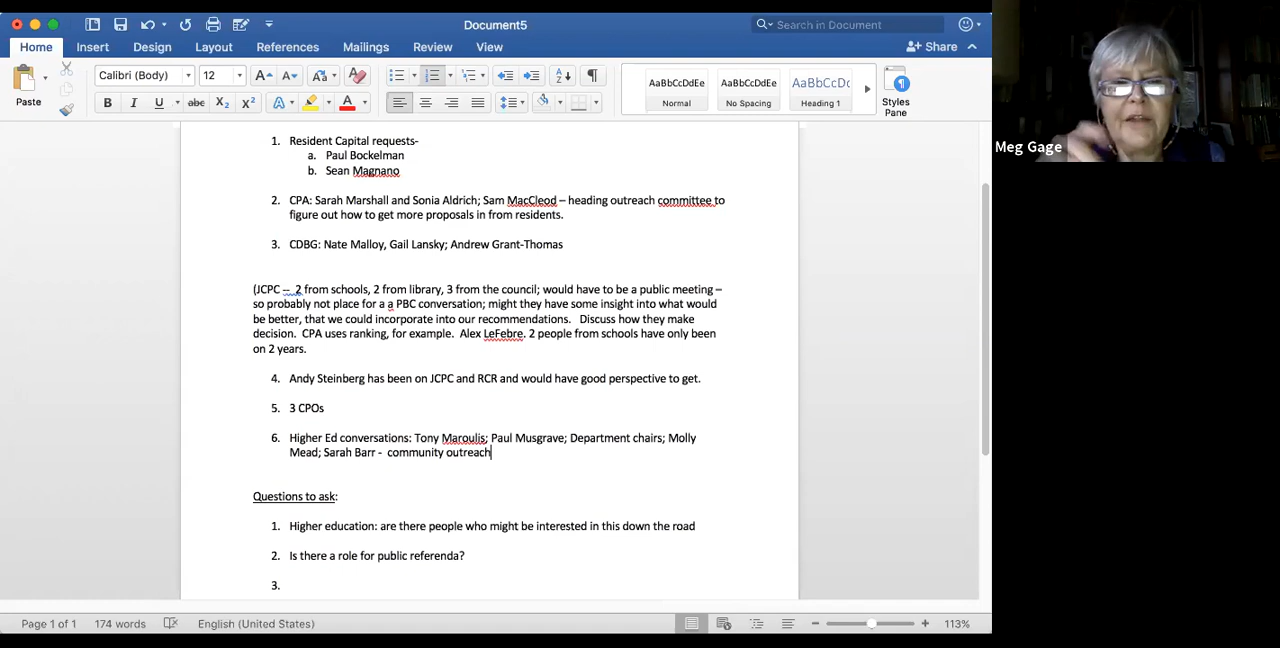 Document5
Search in Document
Home Insert Design Layout References Mailings Review View
Share
Paste
Calibri (Body) 12
AaBbCcDdEe AaBbCcDdEe AaBbCcDc
Normal No Spacing Heading 1
Styles
Pane
1. Resident Capital requests-
a. Paul Bockelman
b. Sean Magnano
2. CPA: Sarah Marshall and Sonia Aldrich; Sam MacCleod – heading outreach committee to
figure out how to get more proposals in from residents.
3. CDBG: Nate Malloy, Gail Lansky; Andrew Grant-Thomas
(JCPC -- 2 from schools, 2 from library, 3 from the council; would have to be a public meeting –
so probably not place for a a PBC conversation; might they have some insight into what would
be better, that we could incorporate into our recommendations. Discuss how they make
decision. CPA uses ranking, for example. Alex LeFebre. 2 people from schools have only been
on 2 years.
4. Andy Steinberg has been on JCPC and RCR and would have good perspective to get.
5. 3 CPOs
6. Higher Ed conversations: Tony Maroulis; Paul Musgrave; Department chairs; Molly
Mead; Sarah Barr - community outreach
Questions to ask:
1. Higher education: are there people who might be interested in this down the road
2. Is there a role for public referenda?
3.
Page 1 of 1 174 words English (United States) 113%
Meg Gage